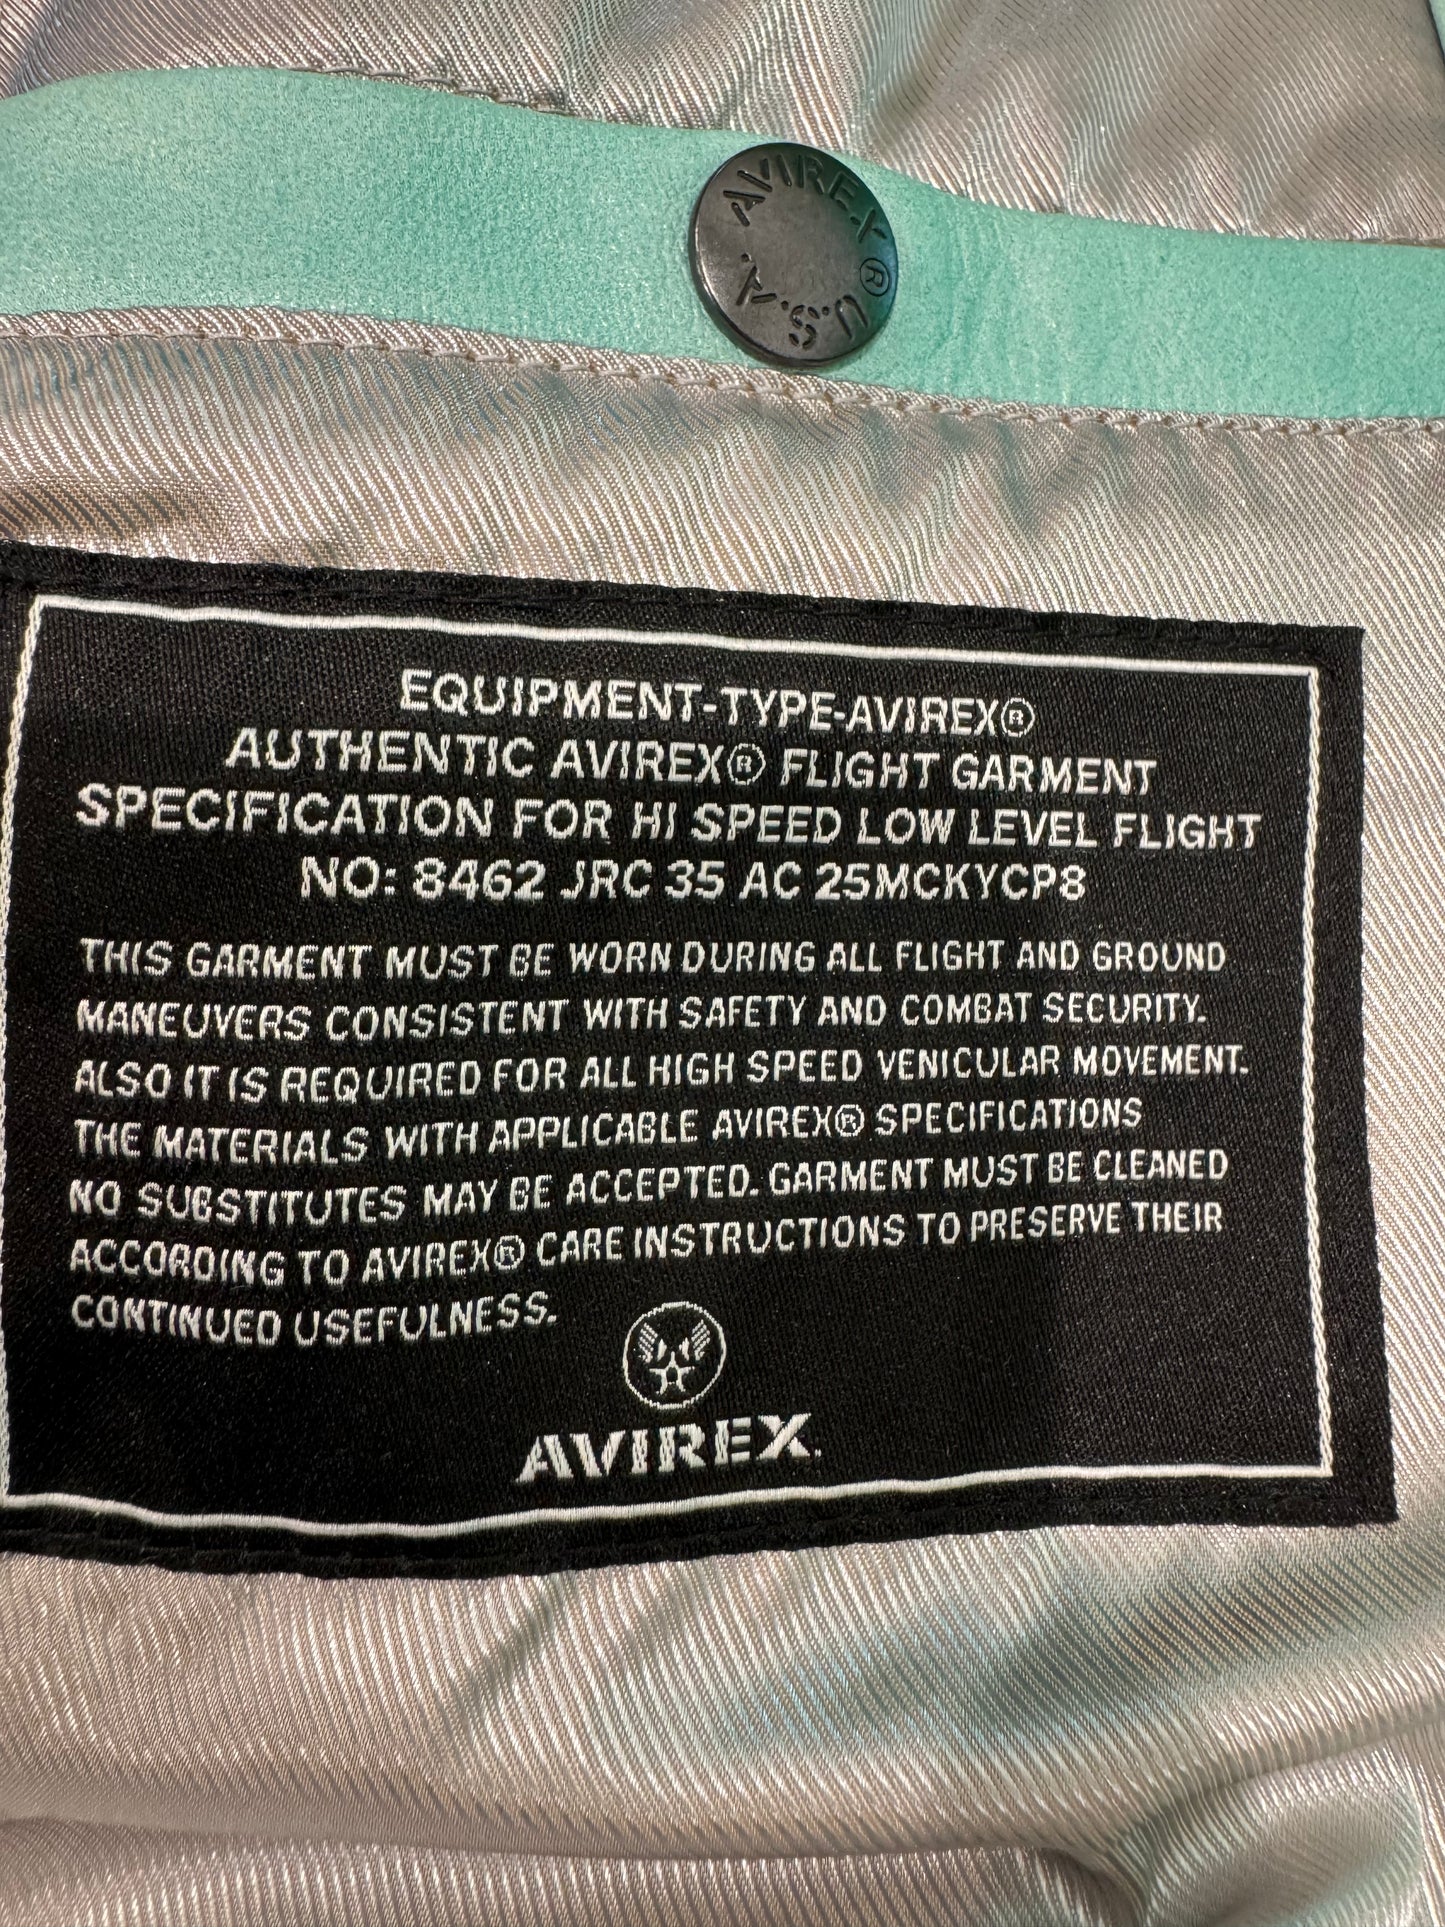 AVIREX®
U.S.A.
EQUIPMENT-TYPE-AVIREX®
AUTHENTIC AVIREX® FLIGHT GARMENT
SPECIFICATION FOR HI SPEED LOW LEVEL FLIGHT
NO: 8462 JRC 35 AC 25MCKYCP8
THIS GARMENT MUST BE WORN DURING ALL FLIGHT AND GROUND
MANEUVERS CONSISTENT WITH SAFETY AND COMBAT SECURITY.
ALSO IT IS REQUIRED FOR ALL HIGH SPEED VENICULAR MOVEMENT.
THE MATERIALS WITH APPLICABLE AVIREX® SPECIFICATIONS
NO SUBSTITUTES MAY BE ACCEPTED. GARMENT MUST BE CLEANED
ACCORDING TO AVIREX® CARE INSTRUCTIONS TO PRESERVE THEIR
CONTINUED USEFULNESS.
AVIREX.